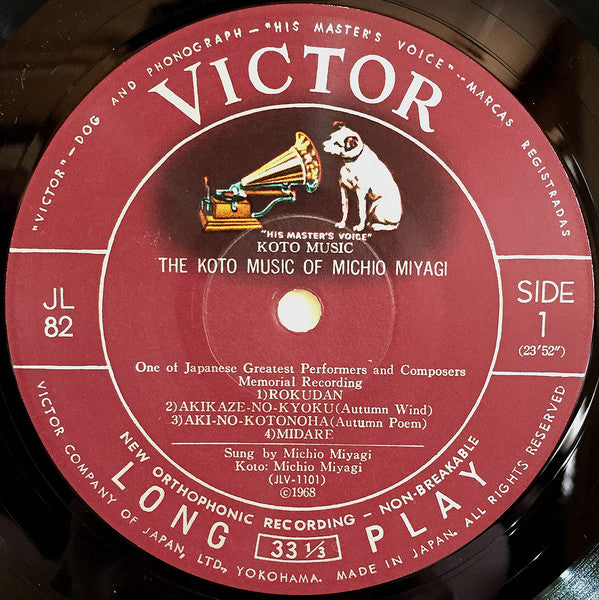 "VICTOR"–DOG AND PHONOGRAPH–"HIS MASTER'S VOICE"–MARCAS REGISTRADAS
VICTOR
"HIS MASTER'S VOICE"
KOTO MUSIC
THE KOTO MUSIC OF MICHIO MIYAGI
JL
82
SIDE
1
(23'52")
One of Japanese Greatest Performers and Composers
Memorial Recording
1)ROKUDAN
2)AKIKAZE-NO-KYOKU(Autumn Wind)
3)AKI-NO-KOTONOHA(Autumn Poem)
4)MIDARE
Sung by Michio Miyagi
Koto: Michio Miyagi
(JLV-1101)
©1968
NEW ORTHOPHONIC RECORDING – NON-BREAKABLE
LONG 33 1/3 PLAY
VICTOR COMPANY OF JAPAN, LTD., YOKOHAMA. MADE IN JAPAN. ALL RIGHTS RESERVED